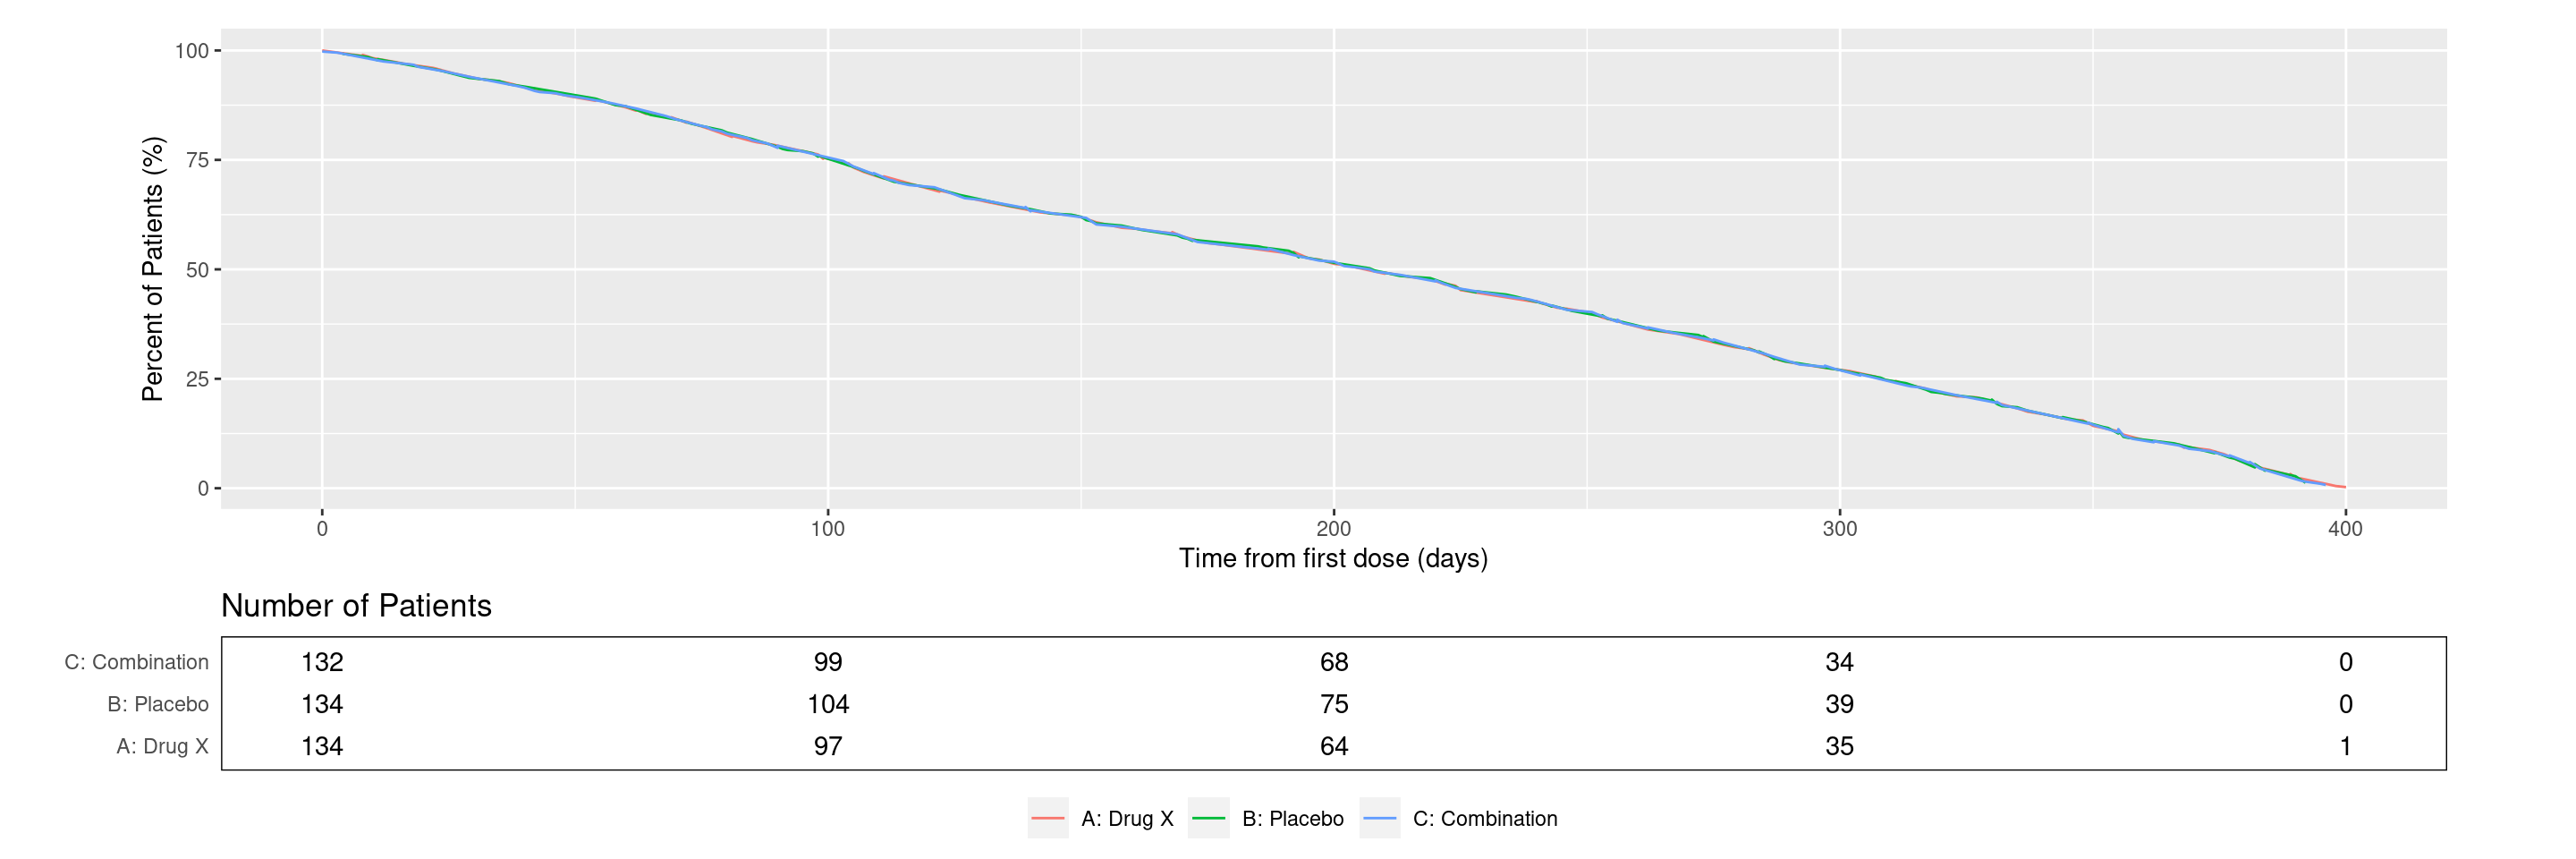 Percent of Patients (%)
100
75
50
25
0
0 100 200 300 400
Time from first dose (days)
Number of Patients
C: Combination 132 99 68 34 0
B: Placebo 134 104 75 39 0
A: Drug X 134 97 64 35 1
A: Drug X B: Placebo C: Combination